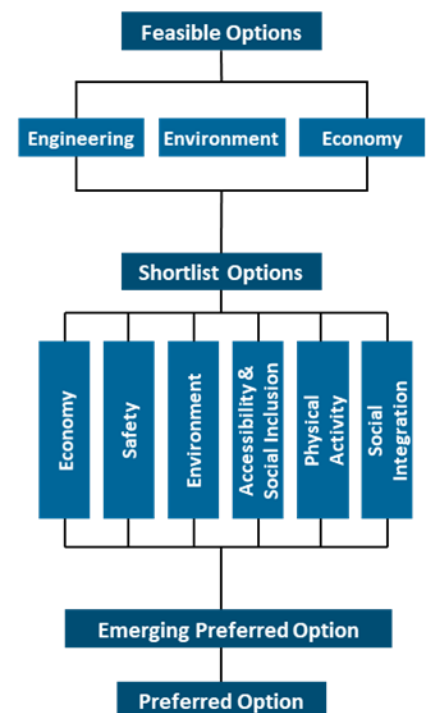 Feasible Options
Engineering
Environment
Economy
Shortlist Options
Economy
Safety
Environment
Accessibility &
Social Inclusion
Physical
Activity
Social
Integration
Emerging Preferred Option
Preferred Option